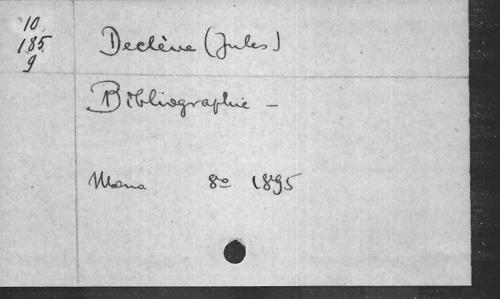 10
185
9
Declève (Jules)
Bibliographie –
Mons 8º 1895